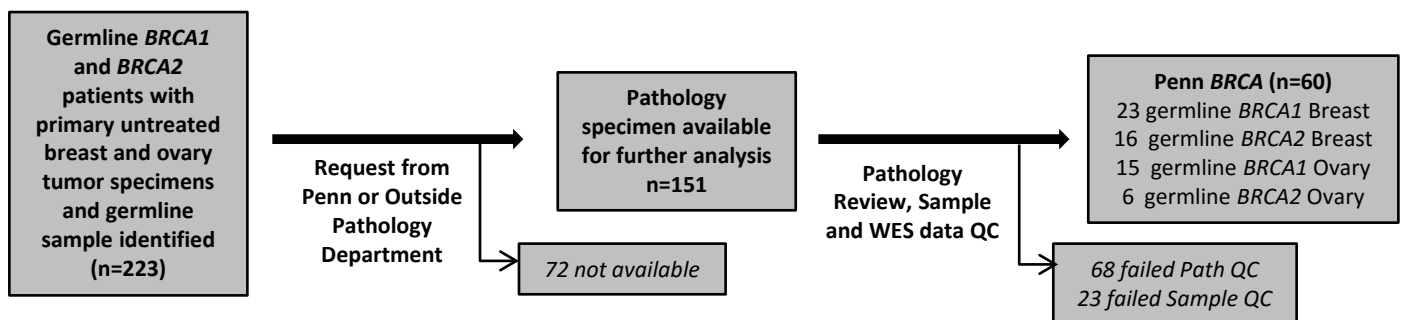 Germline BRCA1
and BRCA2
patients with
primary untreated
breast and ovary
tumor specimens
and germline
sample identified
(n=223)
Request from
Penn or Outside
Pathology
Department
72 not available
Pathology
specimen available
for further analysis
n=151
Pathology
Review, Sample
and WES data QC
68 failed Path QC
23 failed Sample QC
Penn BRCA (n=60)
23 germline BRCA1 Breast
16 germline BRCA2 Breast
15 germline BRCA1 Ovary
6 germline BRCA2 Ovary